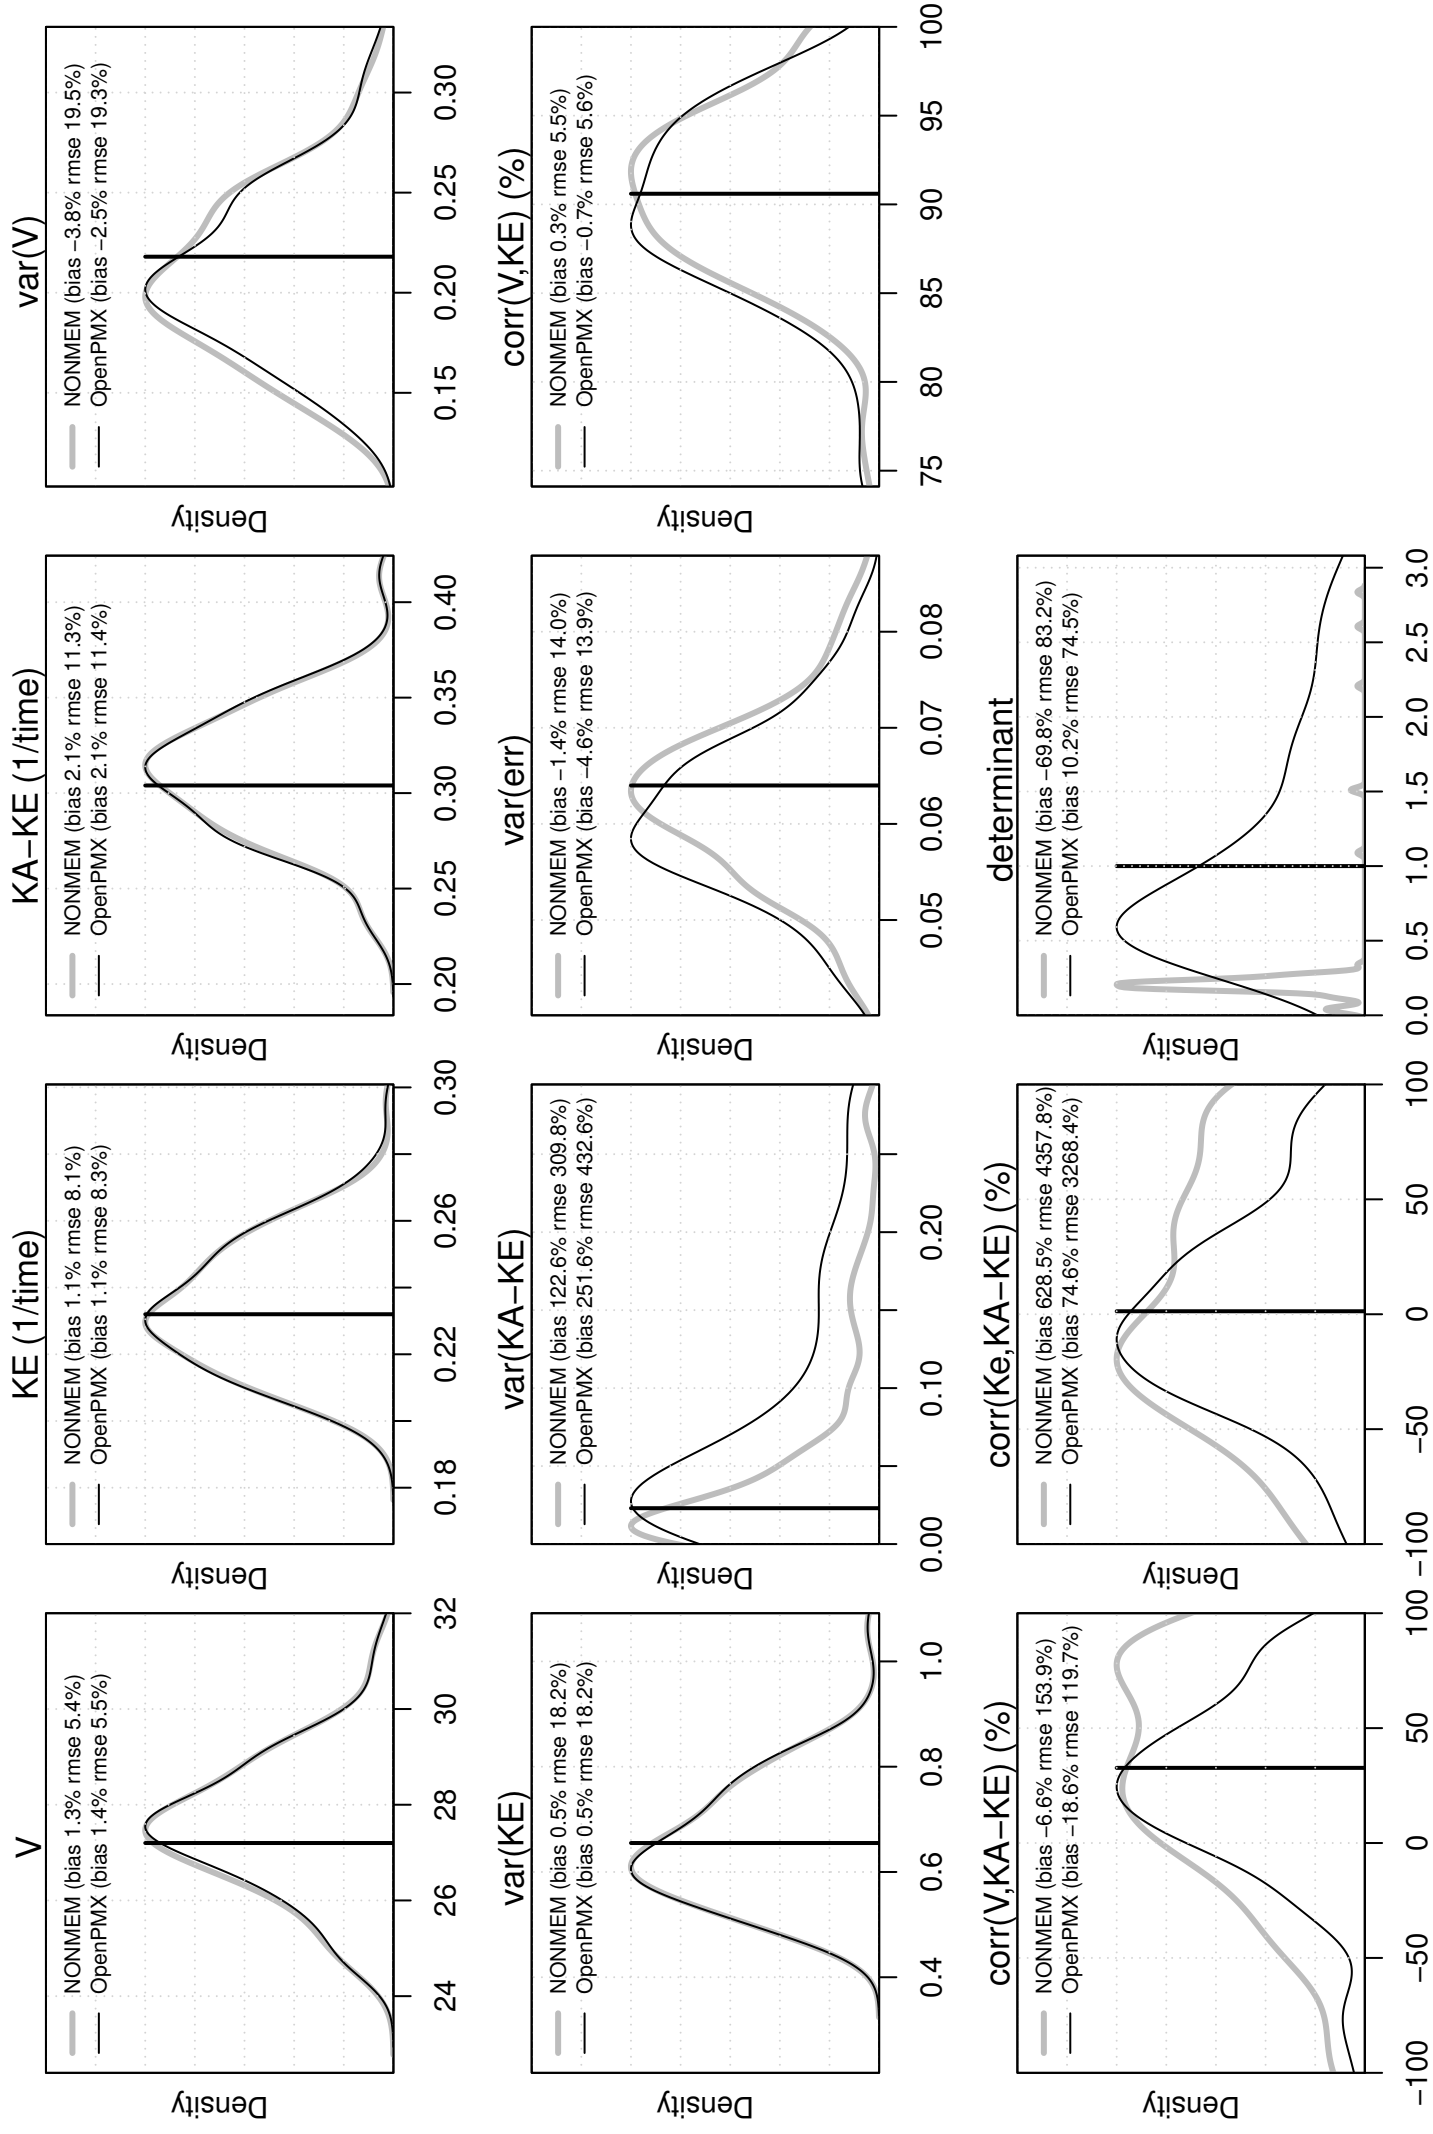 V
NONMEM (bias 1.3% rmse 5.4%)
OpenPMX (bias 1.4% rmse 5.5%)
Density
24 26 28 30 32
KE (1/time)
NONMEM (bias 1.1% rmse 8.1%)
OpenPMX (bias 1.1% rmse 8.3%)
Density
0.18 0.22 0.26 0.30
KA−KE (1/time)
NONMEM (bias 2.1% rmse 11.3%)
OpenPMX (bias 2.1% rmse 11.4%)
Density
0.20 0.25 0.30 0.35 0.40
var(V)
NONMEM (bias −3.8% rmse 19.5%)
OpenPMX (bias −2.5% rmse 19.3%)
Density
0.15 0.20 0.25 0.30
var(KE)
NONMEM (bias 0.5% rmse 18.2%)
OpenPMX (bias 0.5% rmse 18.2%)
Density
0.4 0.6 0.8 1.0
var(KA−KE)
NONMEM (bias 122.6% rmse 309.8%)
OpenPMX (bias 251.6% rmse 432.6%)
Density
0.00 0.10 0.20
var(err)
NONMEM (bias −1.4% rmse 14.0%)
OpenPMX (bias −4.6% rmse 13.9%)
Density
0.05 0.06 0.07 0.08
corr(V,KE) (%)
NONMEM (bias 0.3% rmse 5.5%)
OpenPMX (bias −0.7% rmse 5.6%)
Density
75 80 85 90 95 100
corr(V,KA−KE) (%)
NONMEM (bias −6.6% rmse 153.9%)
OpenPMX (bias −18.6% rmse 119.7%)
Density
−100 −50 0 50 100
corr(Ke,KA−KE) (%)
NONMEM (bias 628.5% rmse 4357.8%)
OpenPMX (bias 74.6% rmse 3268.4%)
Density
−100 −50 0 50 100
determinant
NONMEM (bias −69.8% rmse 83.2%)
OpenPMX (bias 10.2% rmse 74.5%)
Density
0.0 0.5 1.0 1.5 2.0 2.5 3.0